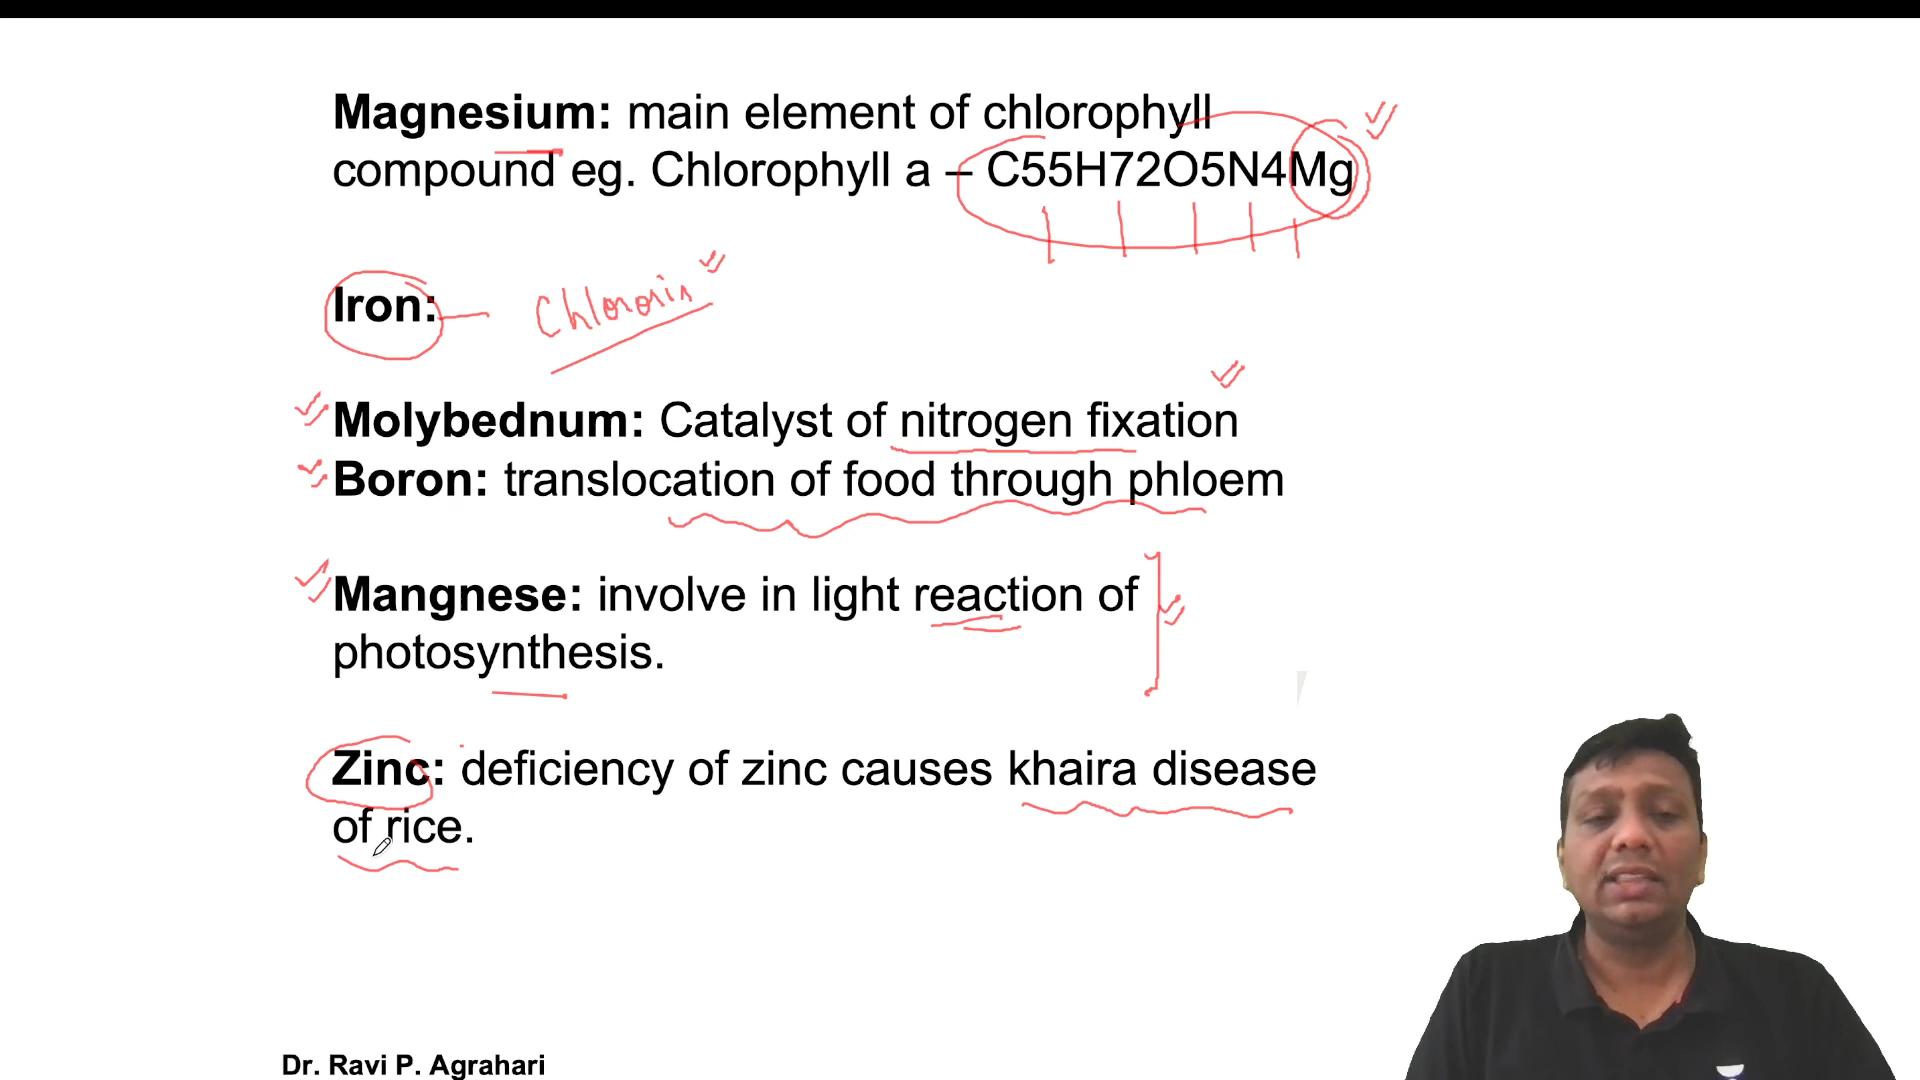 Magnesium: main element of chlorophyll
compound eg. Chlorophyll a – C55H72O5N4Mg
Iron: Chlorosis
Molybednum: Catalyst of nitrogen fixation
Boron: translocation of food through phloem
Mangnese: involve in light reaction of
photosynthesis.
Zinc: deficiency of zinc causes khaira disease
of rice.
Dr. Ravi P. Agrahari